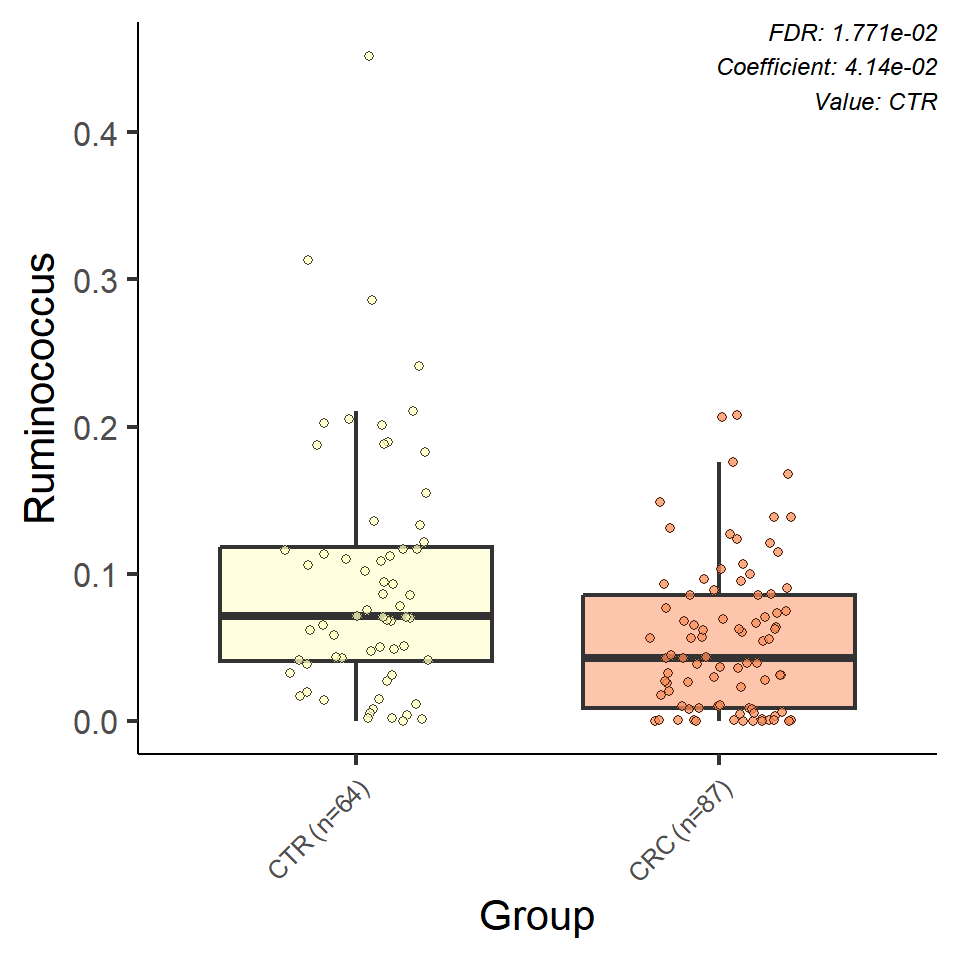 FDR: 1.771e-02
Coefficient: 4.14e-02
Value: CTR
Ruminococcus
0.4
0.3
0.2
0.1
0.0
CTR (n=64)
CRC (n=87)
Group